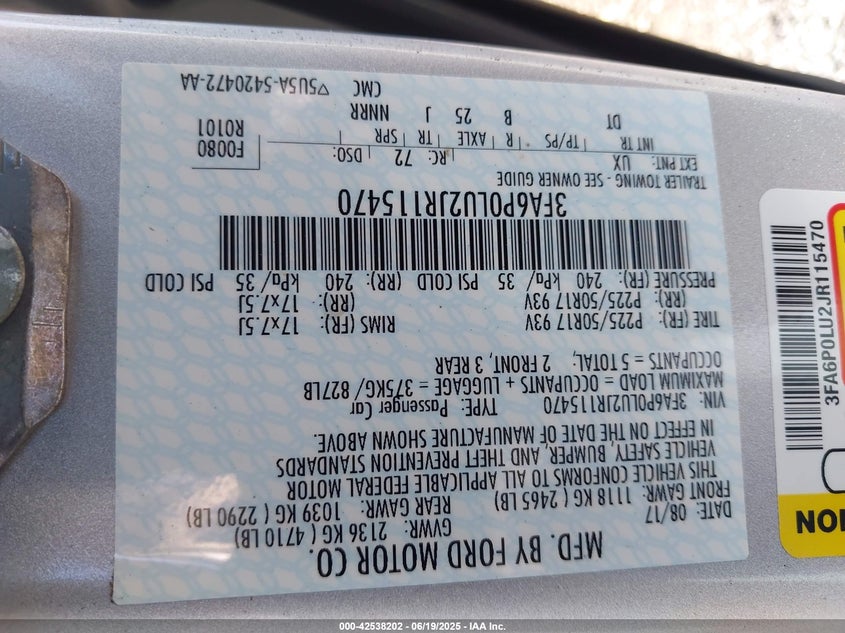 MFD. BY FORD MOTOR CO.
DATE: 08/17 GVWR: 2136 KG ( 4710 LB)
FRONT GAWR: 1118 KG ( 2465 LB) REAR GAWR: 1039 KG ( 2290 LB)
THIS VEHICLE CONFORMS TO ALL APPLICABLE FEDERAL MOTOR
VEHICLE SAFETY, BUMPER, AND THEFT PREVENTION STANDARDS
IN EFFECT ON THE DATE OF MANUFACTURE SHOWN ABOVE.
VIN: 3FA6P0LU2JR115470 TYPE: Passenger Car
MAXIMUM LOAD = OCCUPANTS + LUGGAGE = 375KG/ 827LB
OCCUPANTS = 5 TOTAL: 2 FRONT, 3 REAR
TIRE (FR): P225/50R17 93V RIMS (FR): 17x7.5J
(RR): P225/50R17 93V (RR): 17x7.5J
PRESSURE (FR): 240 kPa/ 35 PSI COLD (RR): 240 kPa/ 35 PSI COLD
3FA6P0LU2JR115470
TRAILER TOWING - SEE OWNER GUIDE
EXT PNT: UX RC: 72 DSO: F0080
INT TR TP/PS R AXLE TR SPR R0101
DT B 25 J NNRR
CMC ▽5U5A-5420472-AA
3FA6P0LU2JR115470
NON
000-42538202 - 06/19/2025 - IAA Inc.